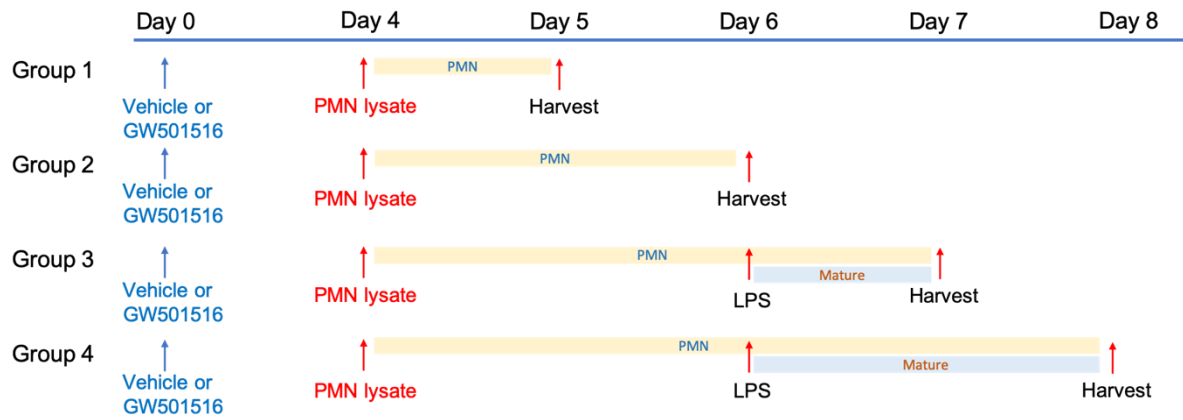 Day 0 Day 4 Day 5 Day 6 Day 7 Day 8
Group 1
PMN
Vehicle or
GW501516
PMN lysate
Harvest
Group 2
PMN
Vehicle or
GW501516
PMN lysate
Harvest
Group 3
PMN
Mature
Vehicle or
GW501516
PMN lysate
LPS
Harvest
Group 4
PMN
Mature
Vehicle or
GW501516
PMN lysate
LPS
Harvest